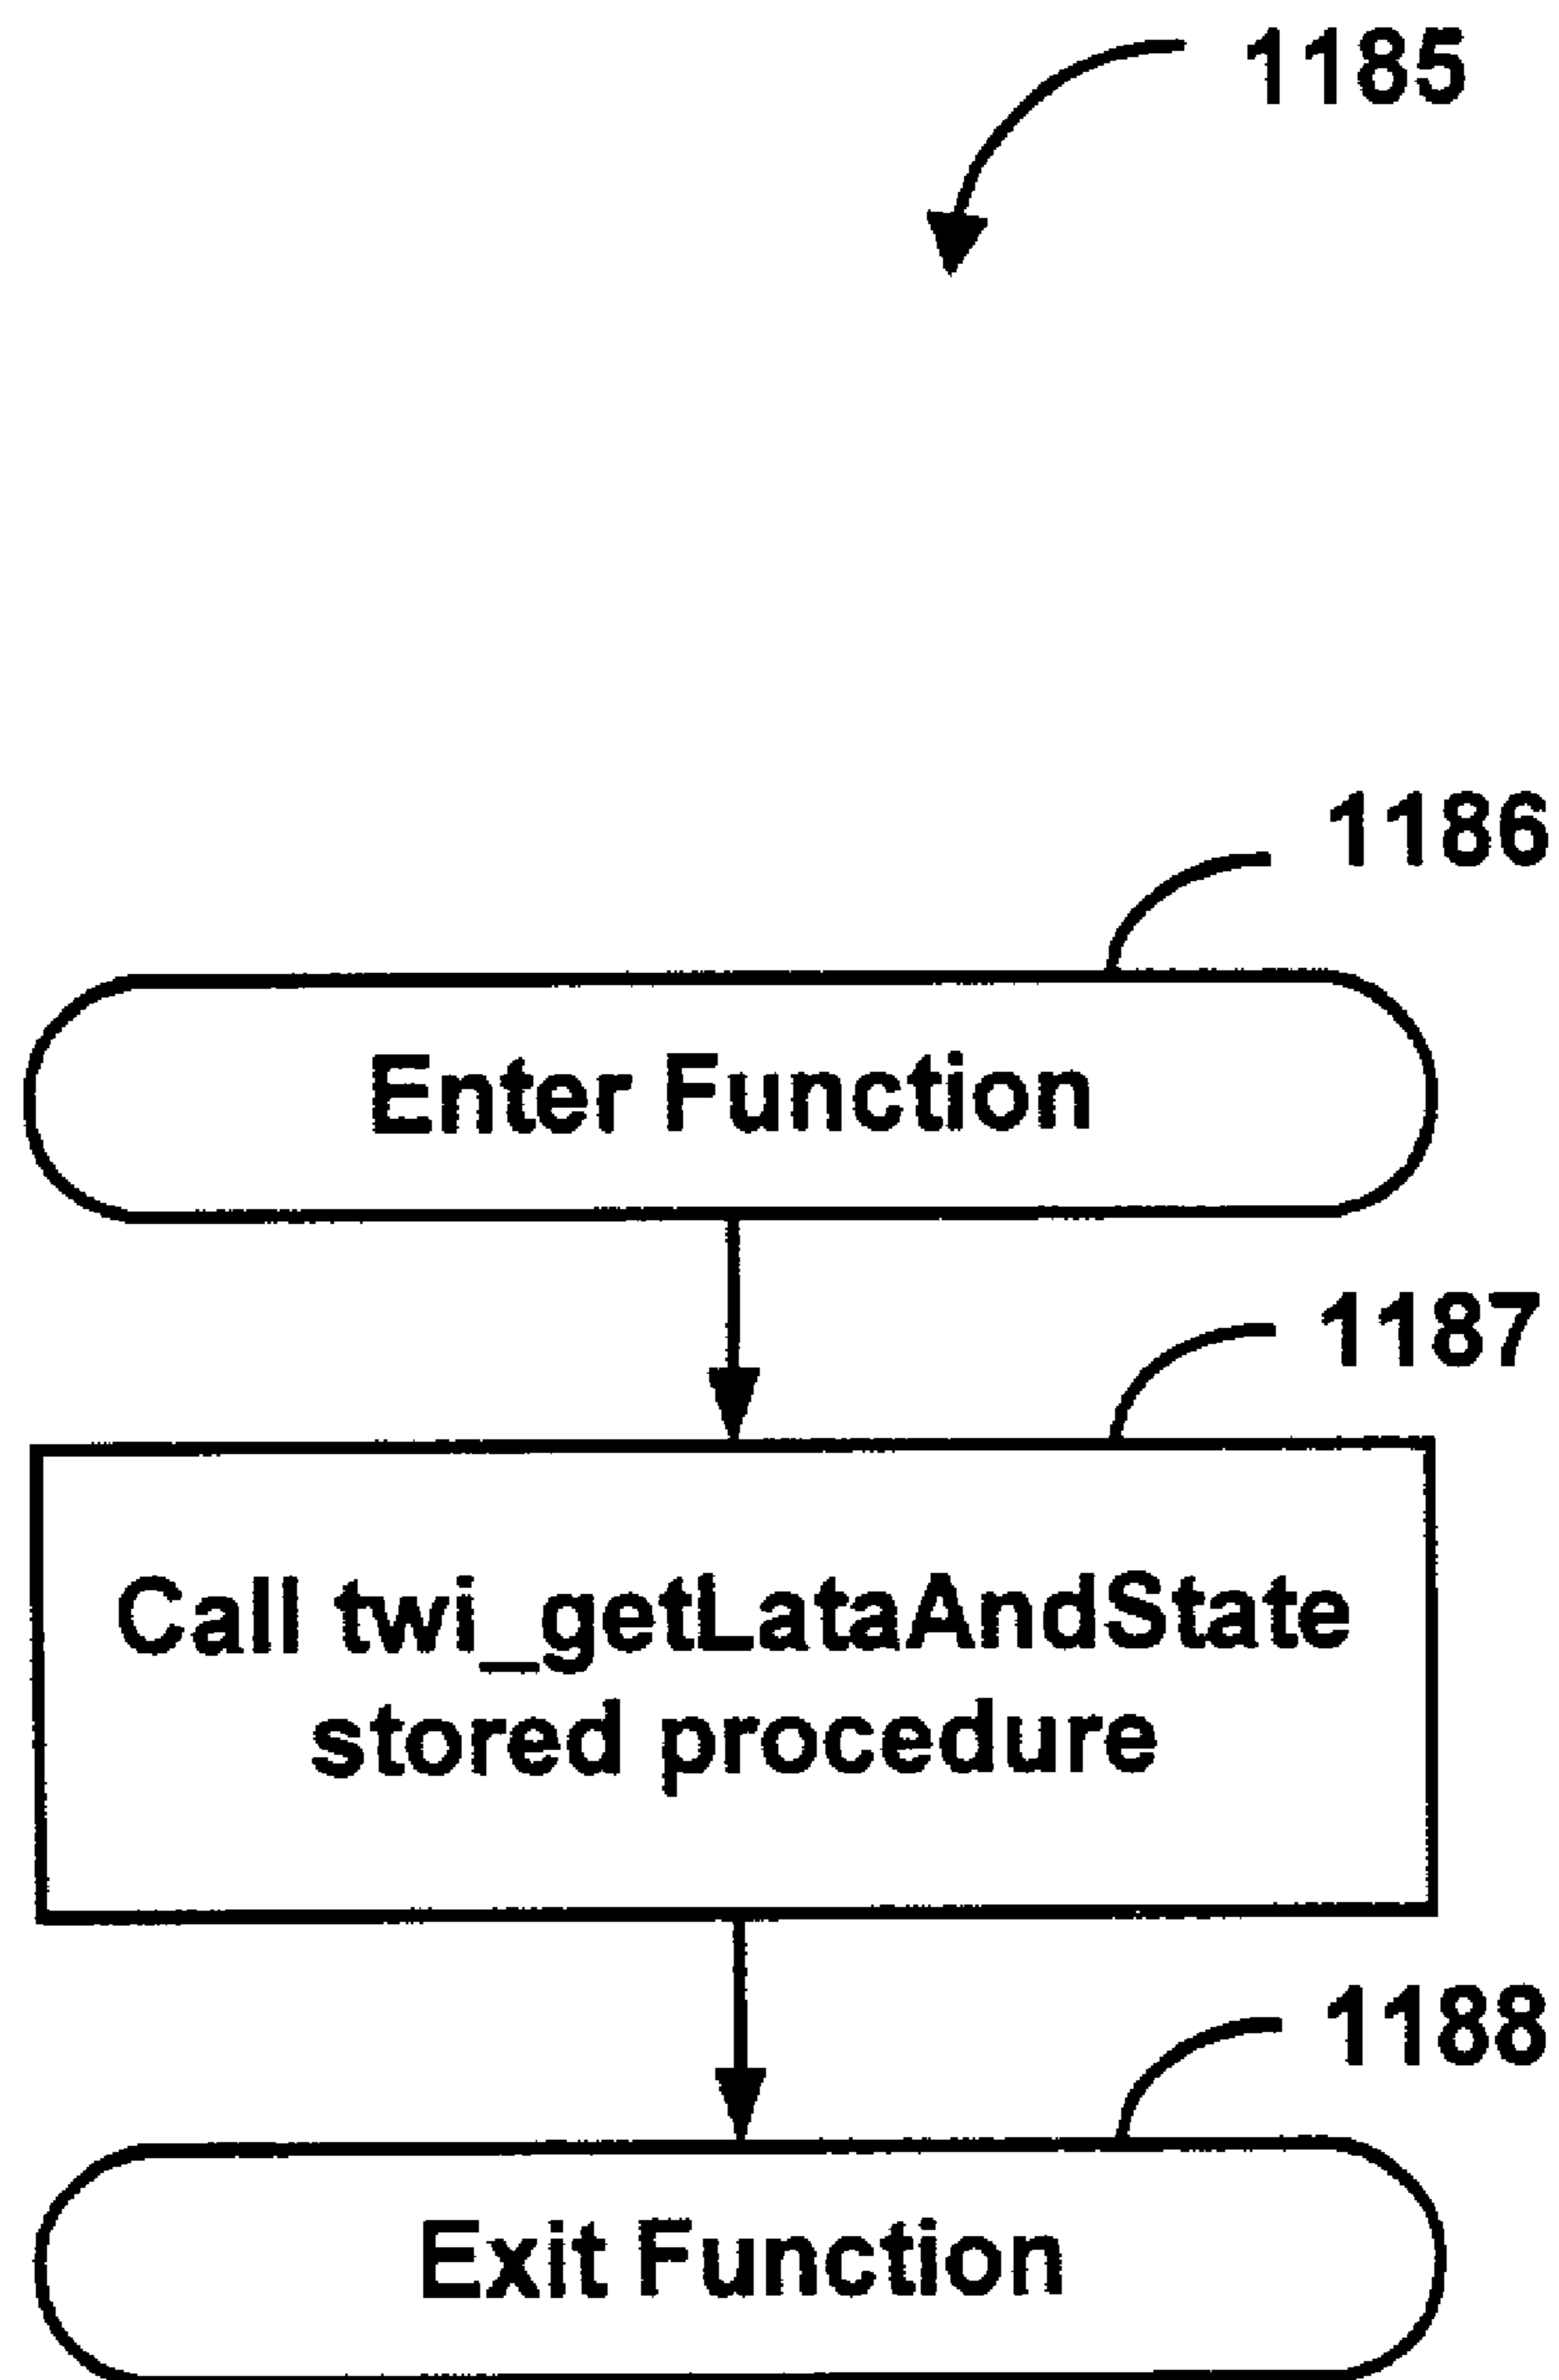 1185
1186
Enter Function
1187
Call twi_getLataAndState
stored procedure
1188
Exit Function